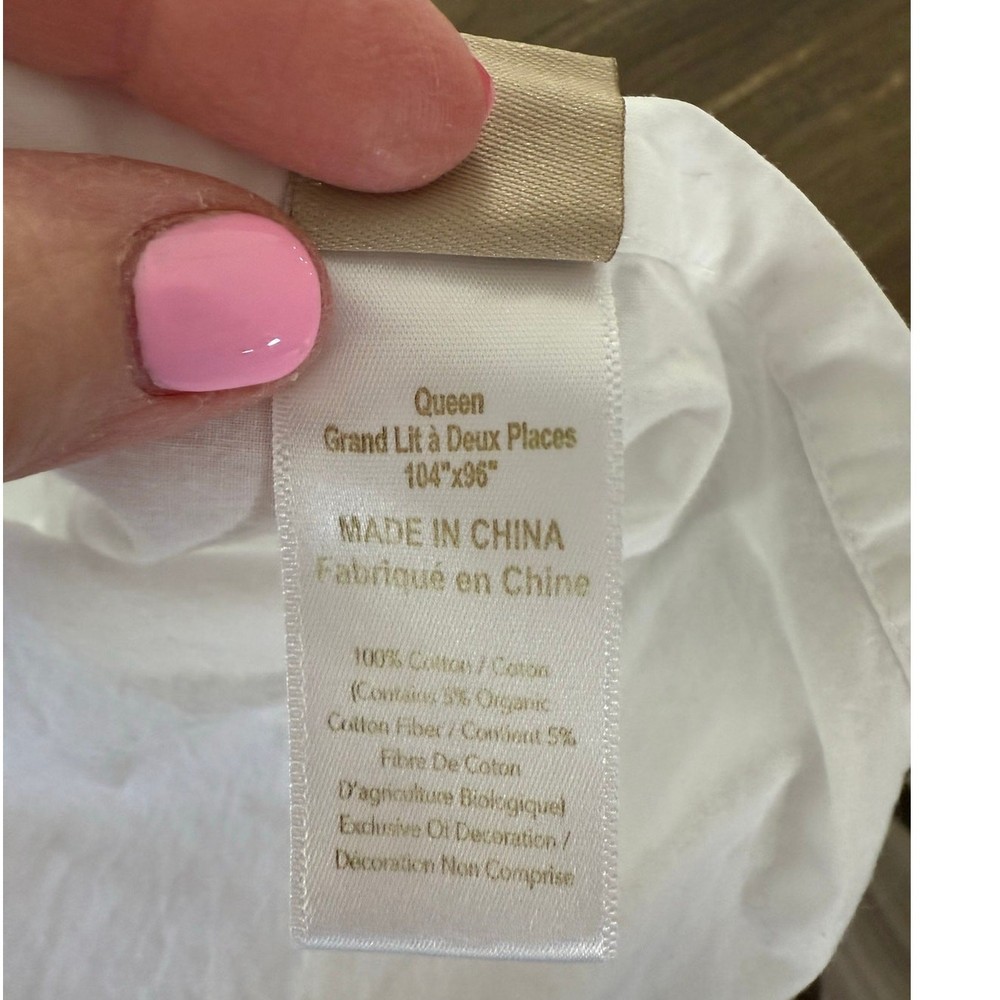 Queen
Grand Lit à Deux Places
104"x96"
MADE IN CHINA
Fabriqué en Chine
100% Cotton / Coton
(Contains 5% Organic
Cotton Fiber / Contient 5%
Fibre De Coton
D'agriculture Biologique)
Exclusive Of Decoration /
Décoration Non Comprise